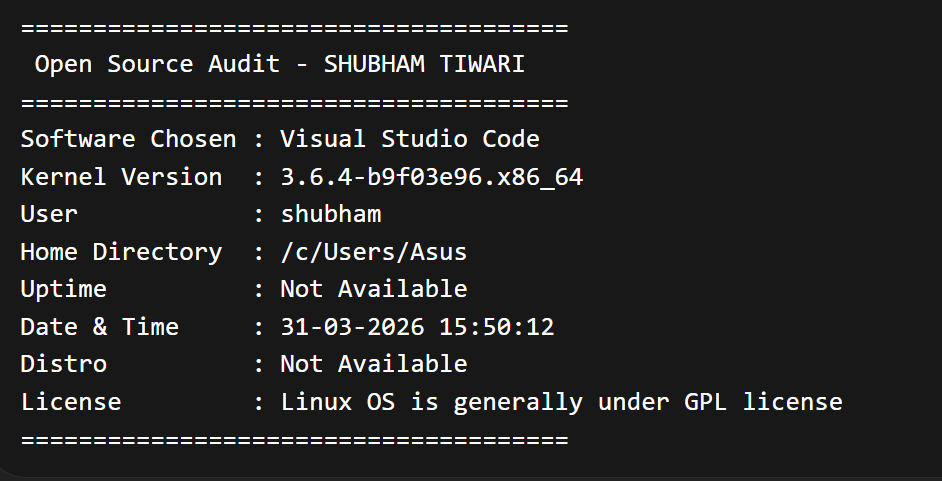 ======================================
Open Source Audit - SHUBHAM TIWARI
======================================
Software Chosen : Visual Studio Code
Kernel Version  : 3.6.4-b9f03e96.x86_64
User            : shubham
Home Directory  : /c/Users/Asus
Uptime          : Not Available
Date & Time     : 31-03-2026 15:50:12
Distro          : Not Available
License         : Linux OS is generally under GPL license
======================================